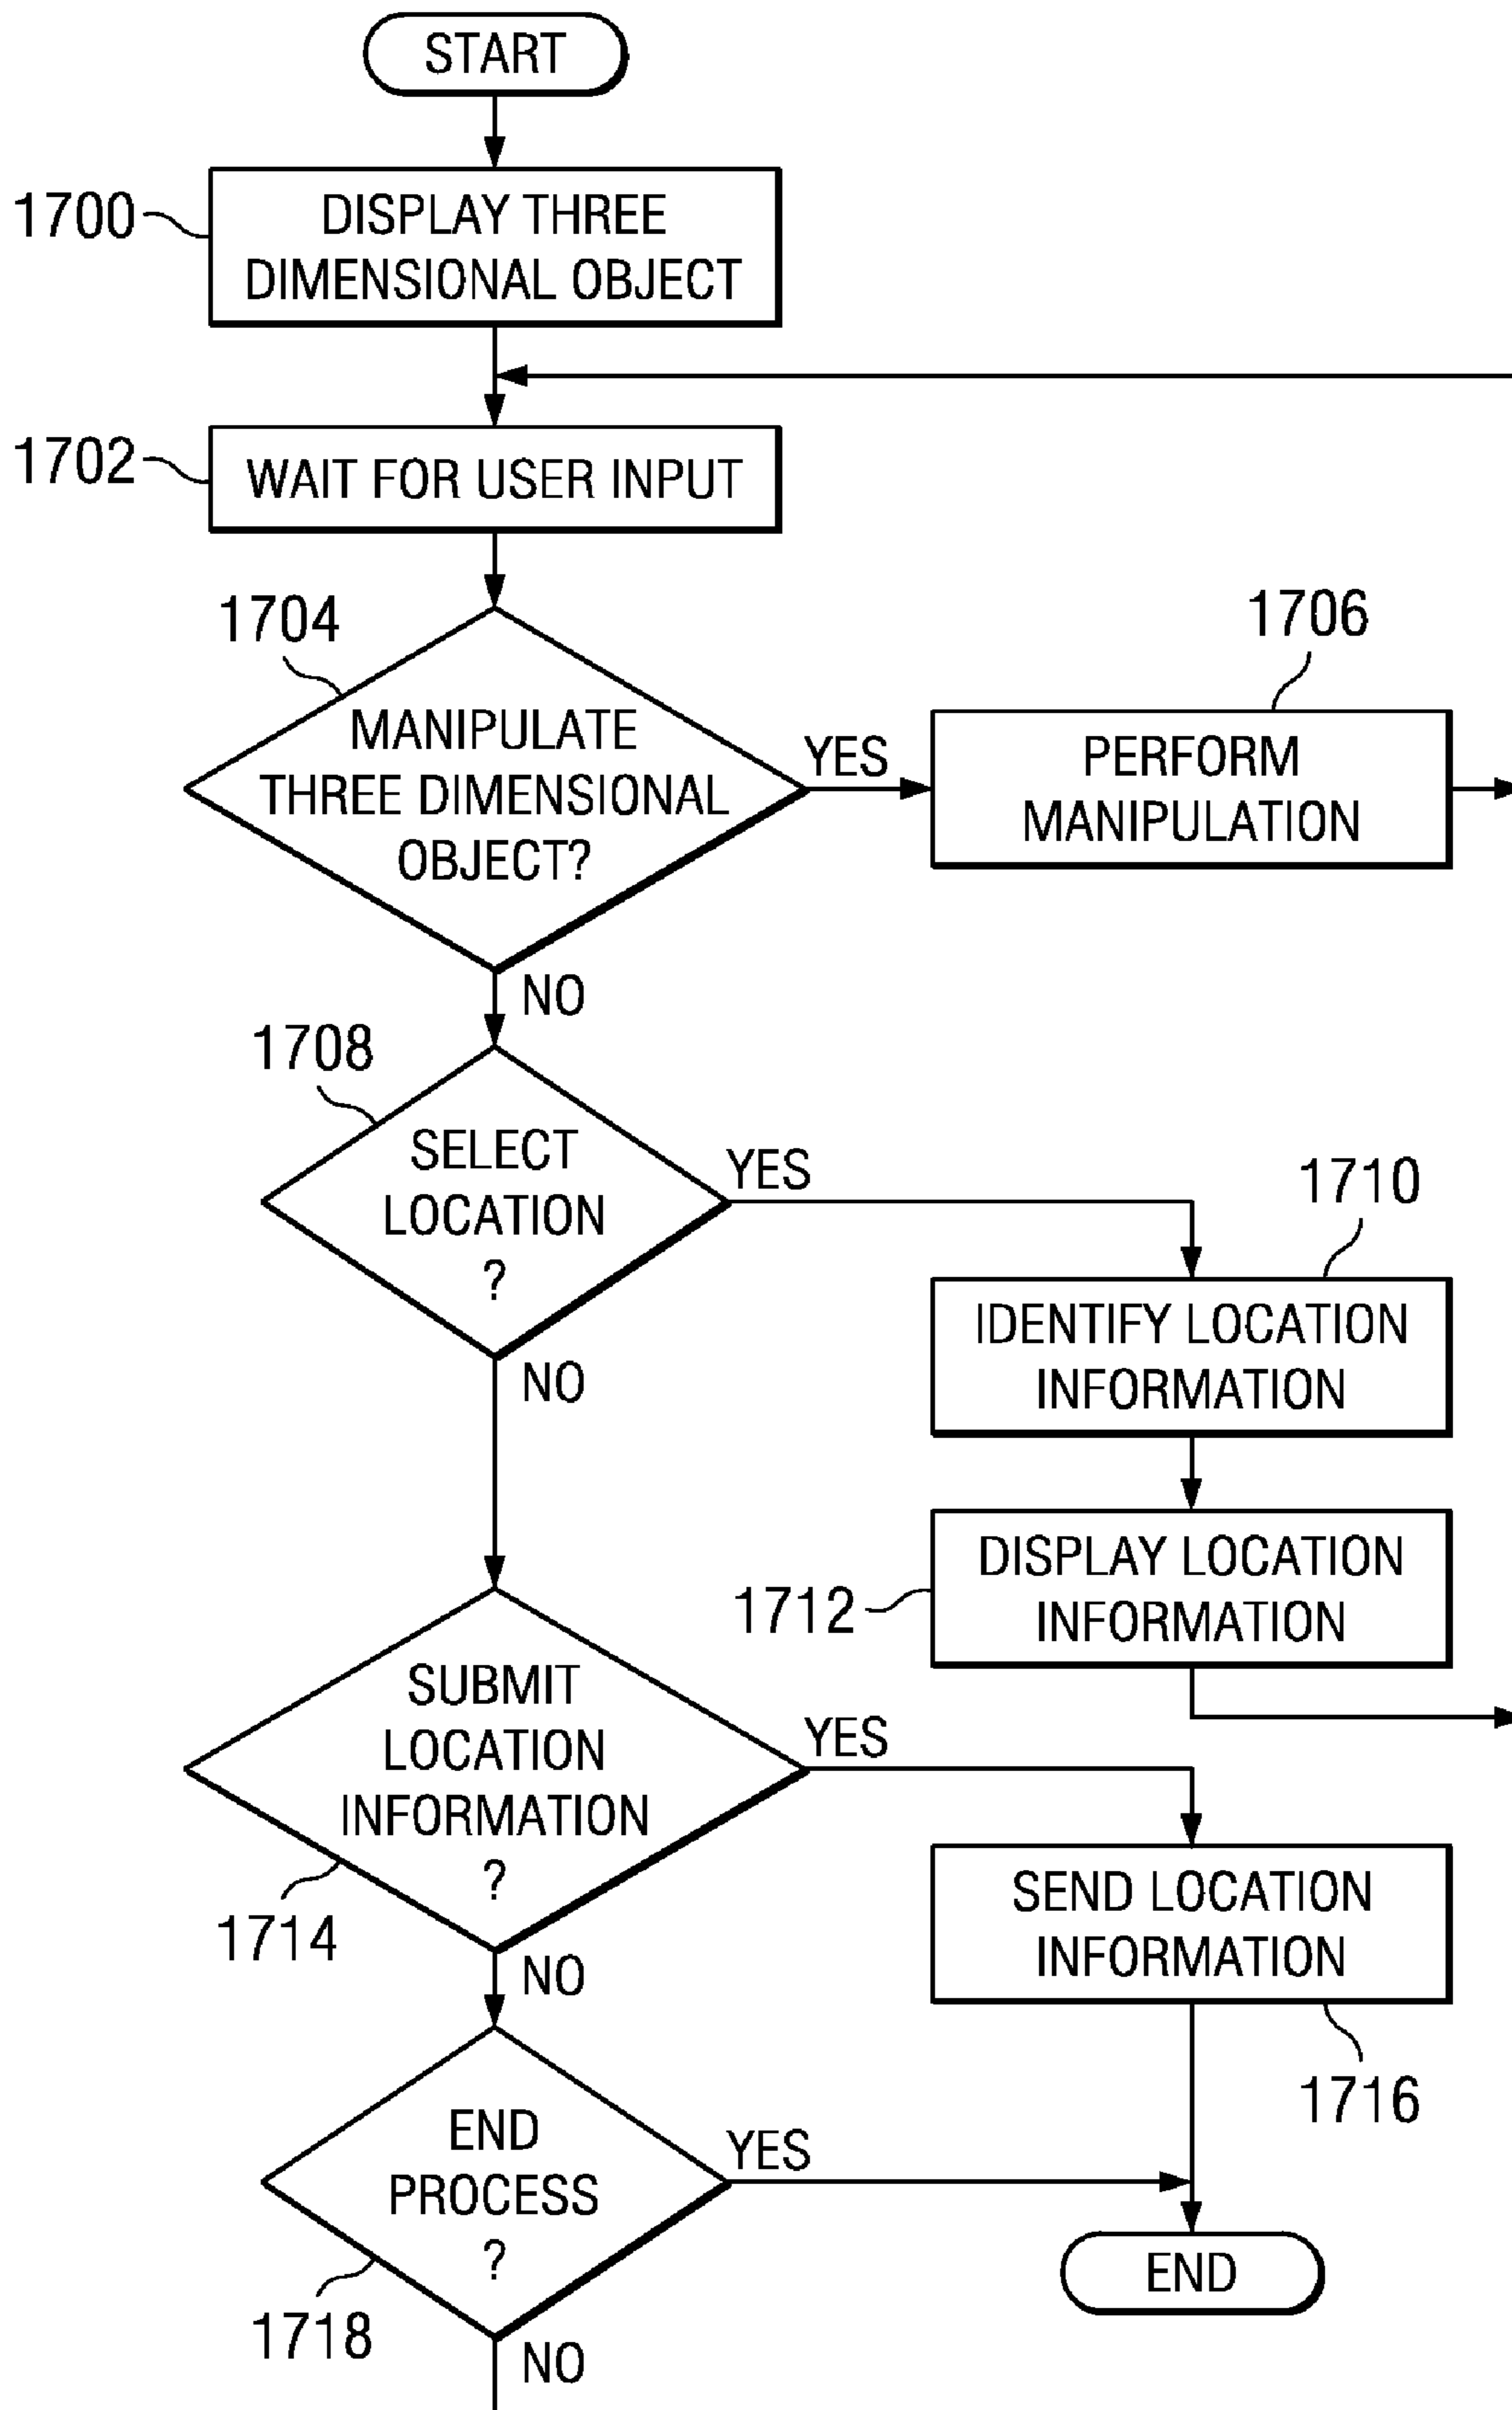 START
1700
DISPLAY THREE
DIMENSIONAL OBJECT
1702
WAIT FOR USER INPUT
1704
MANIPULATE
THREE DIMENSIONAL
OBJECT?
YES
1706
PERFORM
MANIPULATION
NO
1708
SELECT
LOCATION
?
YES
1710
IDENTIFY LOCATION
INFORMATION
NO
1712
DISPLAY LOCATION
INFORMATION
SUBMIT
LOCATION
INFORMATION
?
YES
1714
SEND LOCATION
INFORMATION
1716
NO
END
PROCESS
?
YES
1718
END
NO